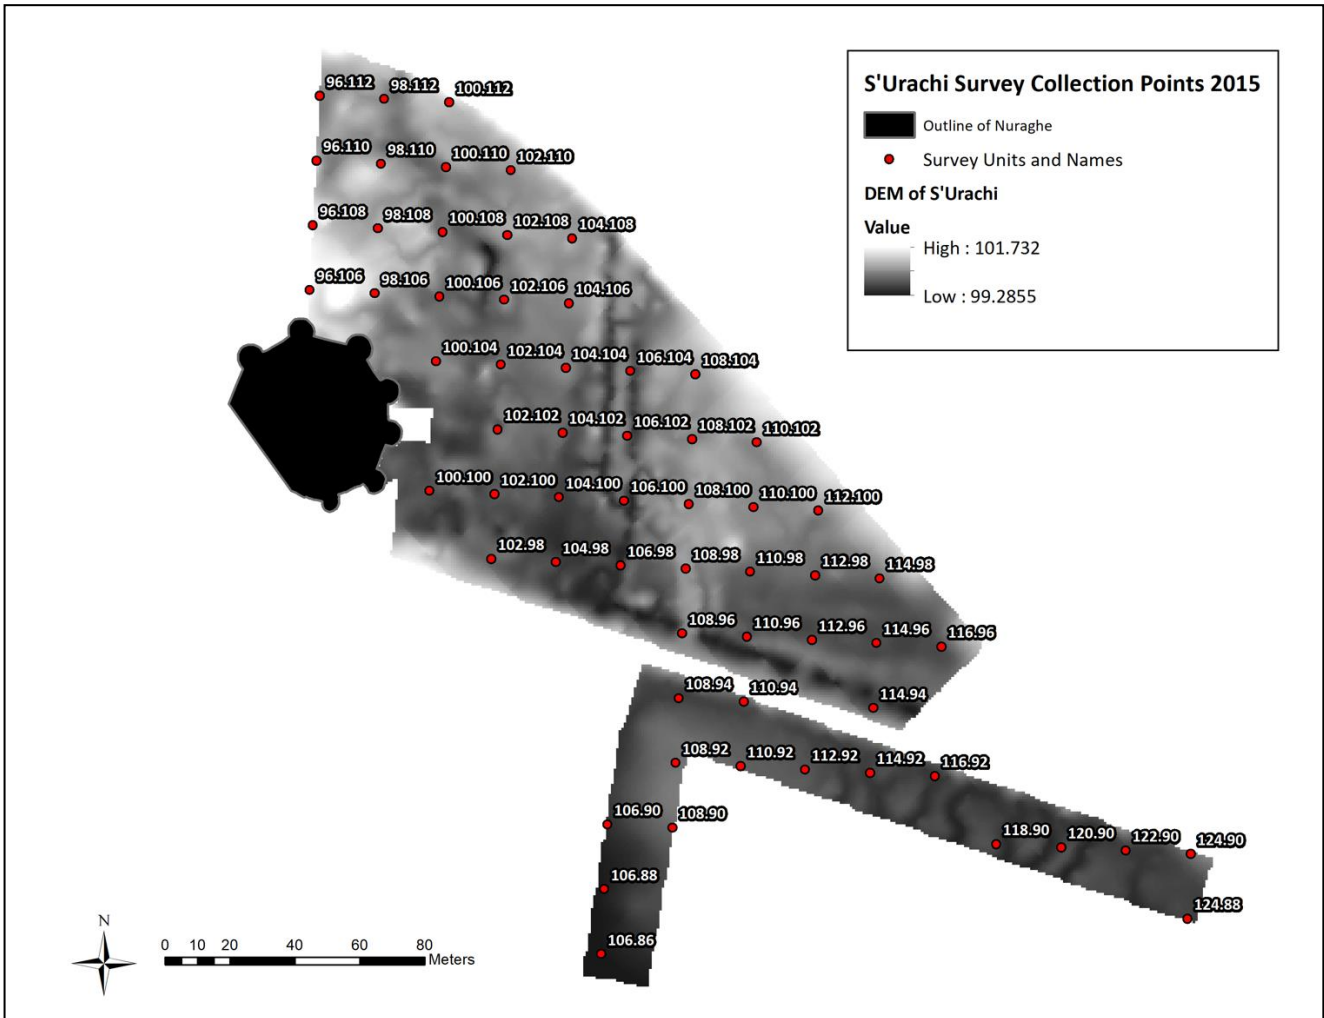 S'Urachi Survey Collection Points 2015
Outline of Nuraghe
Survey Units and Names
DEM of S'Urachi
Value
High : 101.732
Low : 99.2855
96.112 98.112 100.112
96.110 98.110 100.110 102.110
96.108 98.108 100.108 102.108 104.108
96.106 98.106 100.106 102.106 104.106
100.104 102.104 104.104 106.104 108.104
102.102 104.102 106.102 108.102 110.102
100.100 102.100 104.100 106.100 108.100 110.100 112.100
102.98 104.98 106.98 108.98 110.98 112.98 114.98
108.96 110.96 112.96 114.96 116.96
108.94 110.94 114.94
108.92 110.92 112.92 114.92 116.92
106.90 108.90 118.90 120.90 122.90 124.90
106.88 124.88
106.86
N
0 10 20 40 60 80
Meters